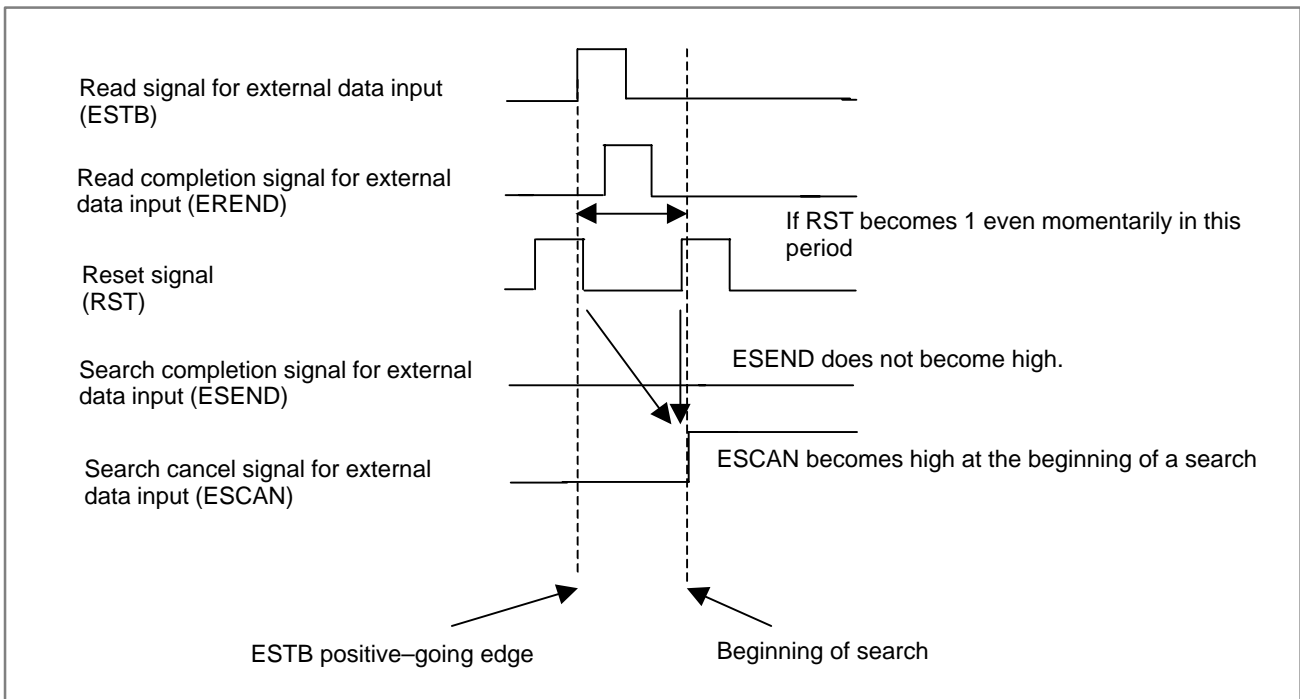 Read signal for external data input
(ESTB)
Read completion signal for external
data input (EREND)
If RST becomes 1 even momentarily in this
period
Reset signal
(RST)
ESEND does not become high.
Search completion signal for external
data input (ESEND)
ESCAN becomes high at the beginning of a search
Search cancel signal for external
data input (ESCAN)
ESTB positive–going edge
Beginning of search